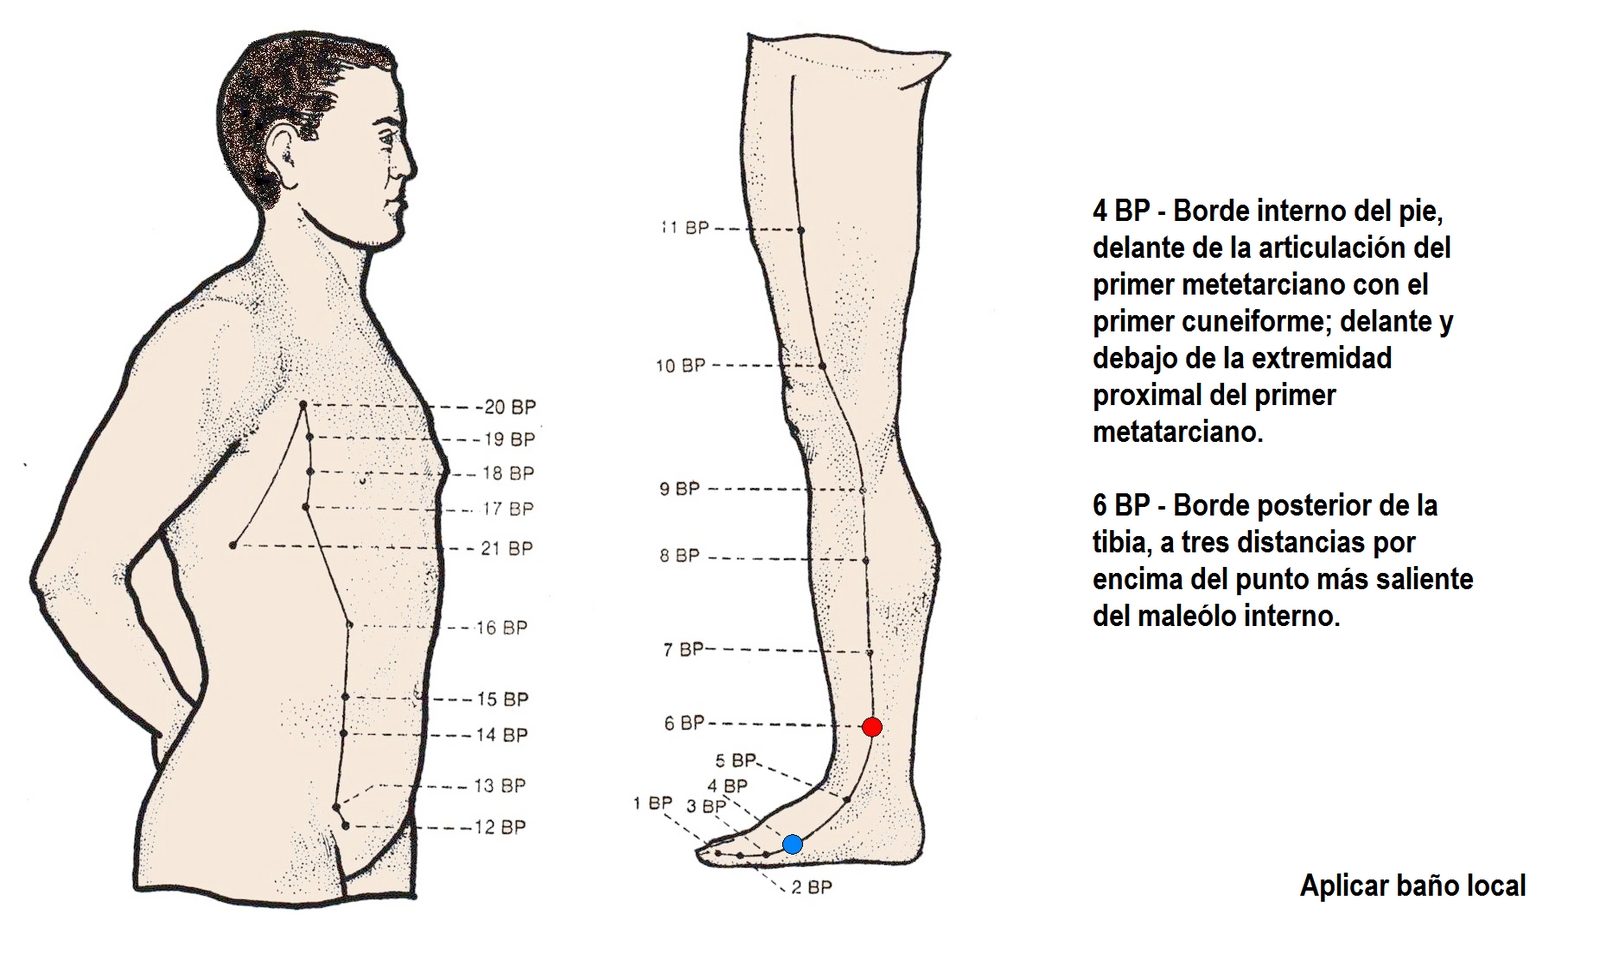 20 BP
19 BP
18 BP
17 BP
21 BP
16 BP
15 BP
14 BP
13 BP
12 BP
11 BP
10 BP
9 BP
8 BP
7 BP
6 BP
5 BP
4 BP
1 BP
3 BP
2 BP
4 BP - Borde interno del pie,
delante de la articulación del
primer metetarciano con el
primer cuneiforme; delante y
debajo de la extremidad
proximal del primer
metatarciano.
6 BP - Borde posterior de la
tibia, a tres distancias por
encima del punto más saliente
del maleólo interno.
Aplicar baño local